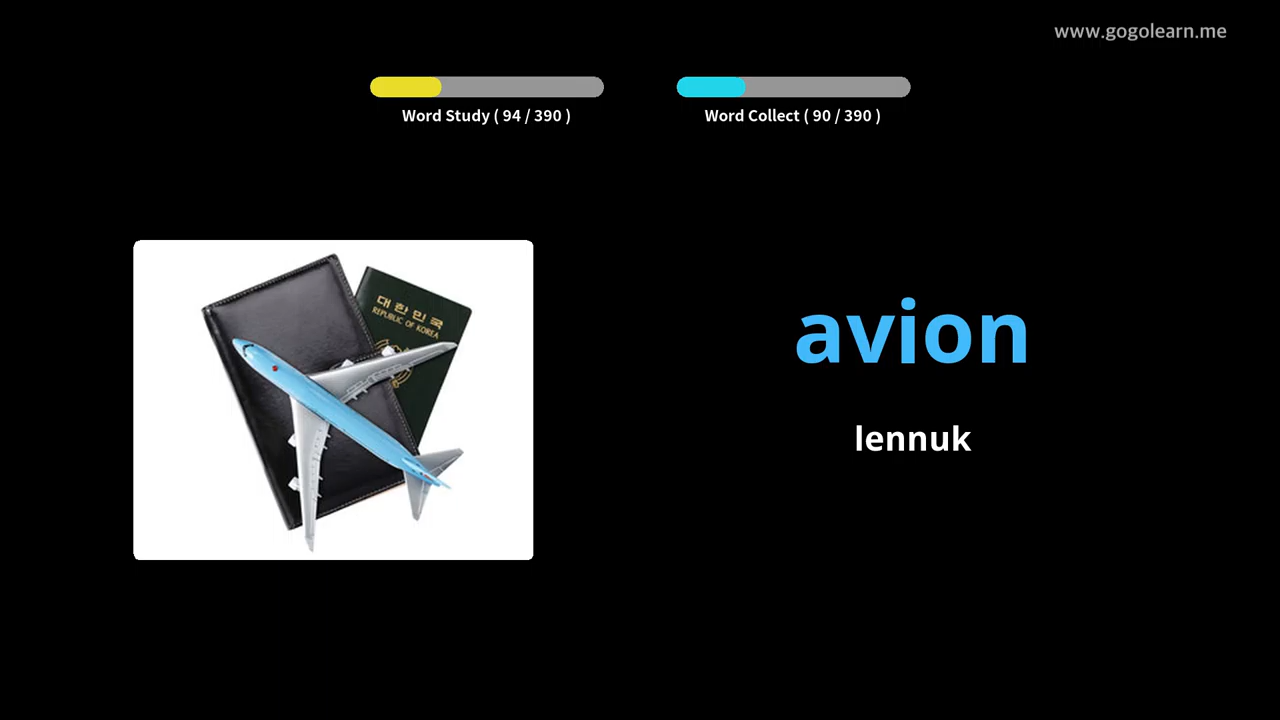 www.gogolearn.me
Word Study ( 94 / 390 )
Word Collect ( 90 / 390 )
대한민국
REPUBLIC OF KOREA
avion
lennuk